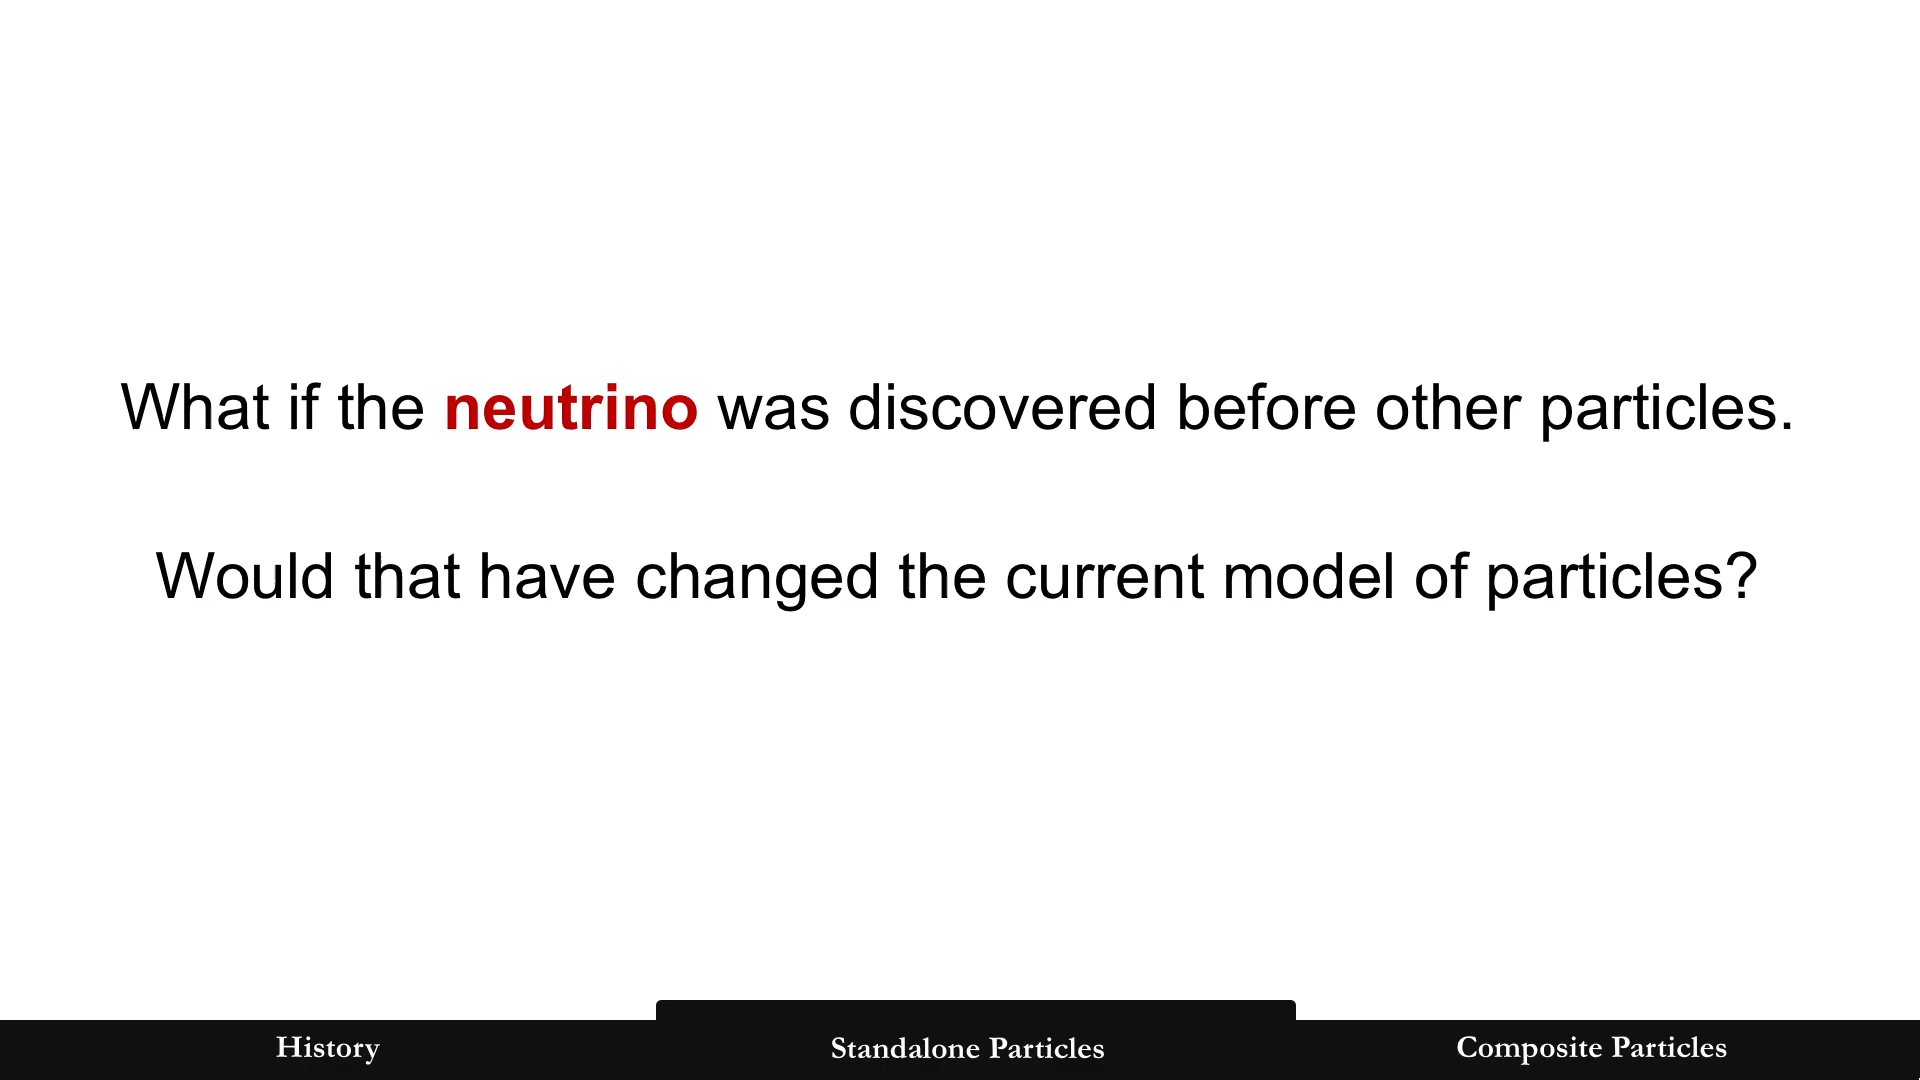 What if the neutrino was discovered before other particles.
Would that have changed the current model of particles?
History
Standalone Particles
Composite Particles